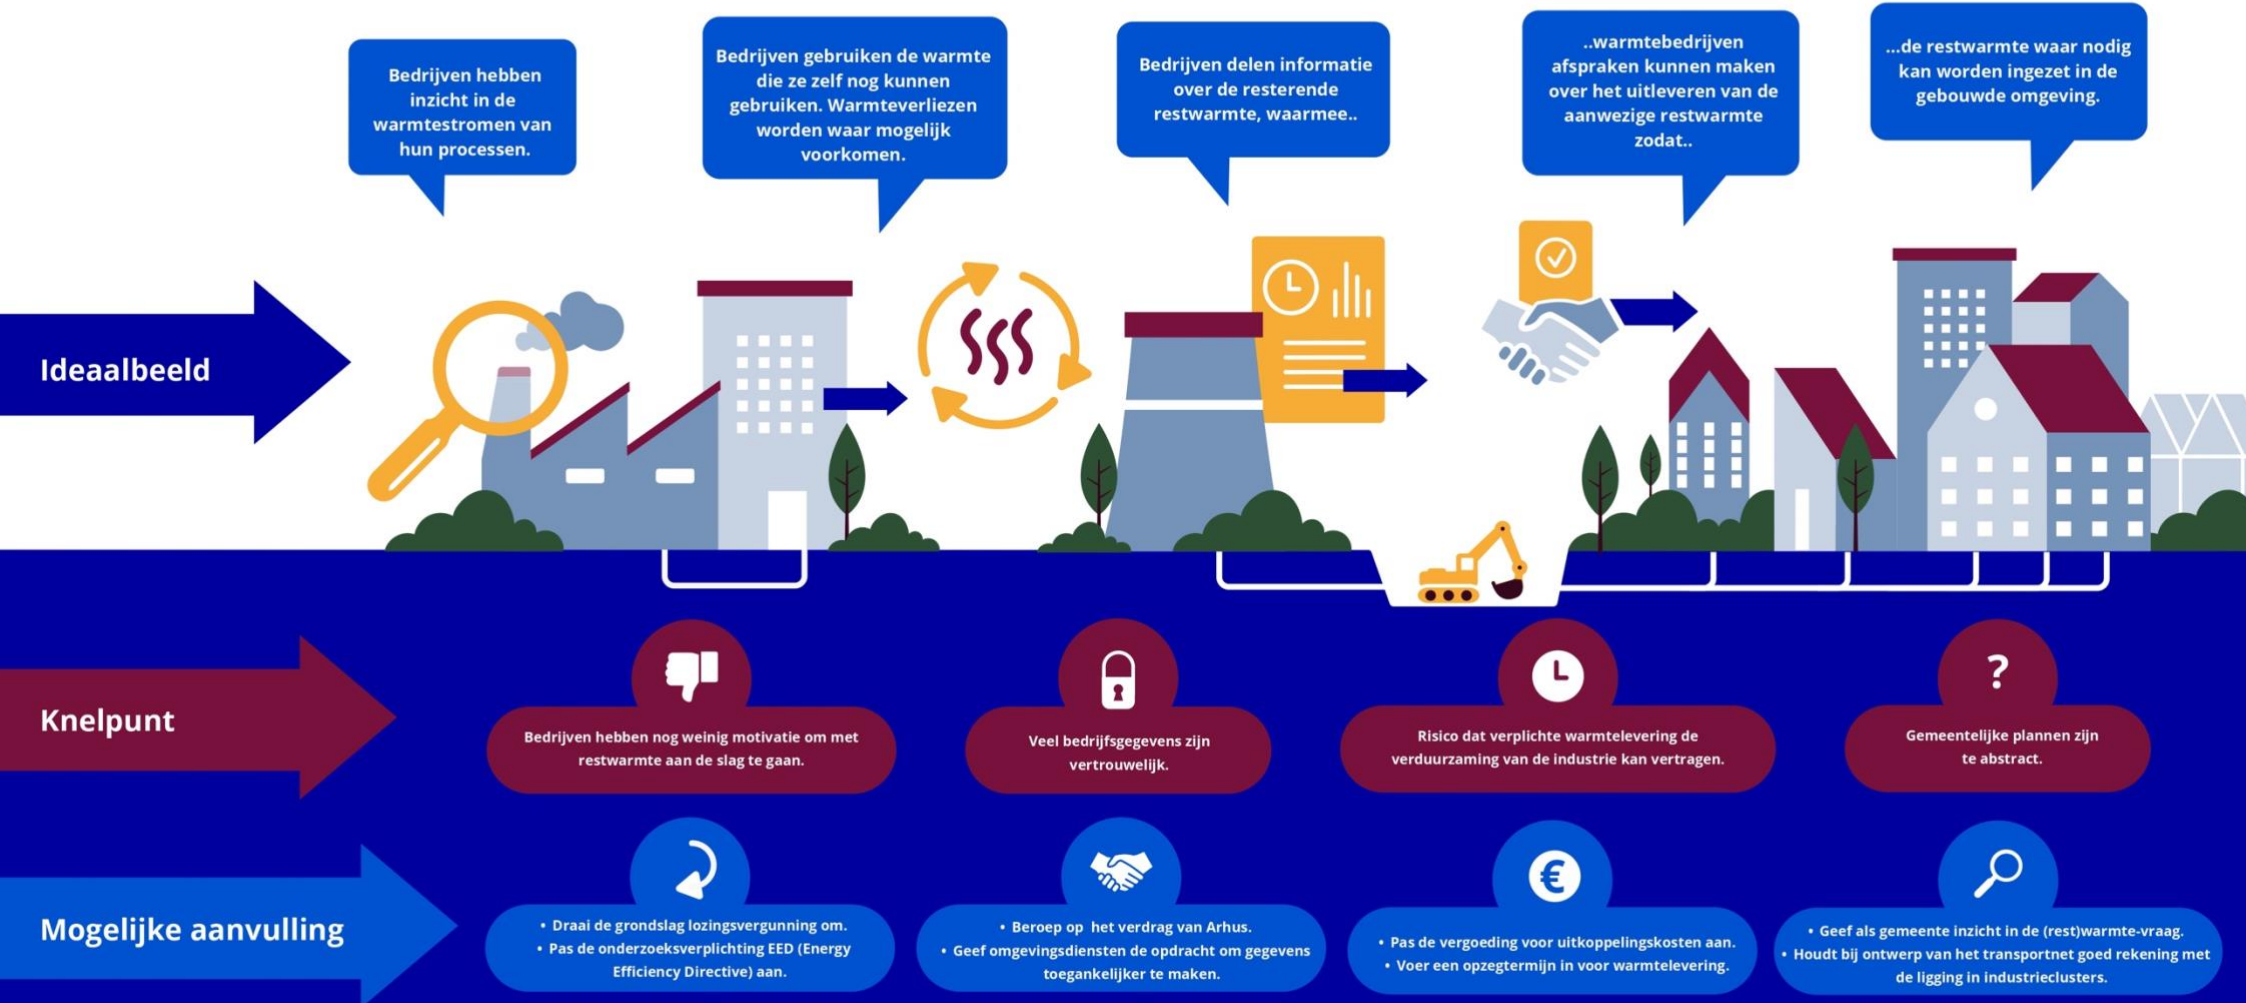 Bedrijven hebben
inzicht in de
warmtestromen van
hun processen.
Bedrijven gebruiken de warmte
die ze zelf nog kunnen
gebruiken. Warmteverliezen
worden waar mogelijk
voorkomen.
Bedrijven delen informatie
over de resterende
restwarmte, waarmee..
..warmtebedrijven
afspraken kunnen maken
over het uitleveren van de
aanwezige restwarmte
zodat..
...de restwarmte waar nodig
kan worden ingezet in de
gebouwde omgeving.
Ideaalbeeld
Knelpunt
Bedrijven hebben nog weinig motivatie om met
restwarmte aan de slag te gaan.
Veel bedrijfsgegevens zijn
vertrouwelijk.
Risico dat verplichte warmtelevering de
verduurzaming van de industrie kan vertragen.
?
Gemeentelijke plannen zijn
te abstract.
Mogelijke aanvulling
• Draai de grondslag lozingsvergunning om.
• Pas de onderzoeksverplichting EED (Energy
Efficiency Directive) aan.
• Beroep op het verdrag van Arhus.
• Geef omgevingsdiensten de opdracht om gegevens
toegankelijker te maken.
€
• Pas de vergoeding voor uitkoppelingskosten aan.
• Voer een opzegtermijn in voor warmtelevering.
• Geef als gemeente inzicht in de (rest)warmte-vraag.
• Houdt bij ontwerp van het transportnet goed rekening met
de ligging in industrieclusters.